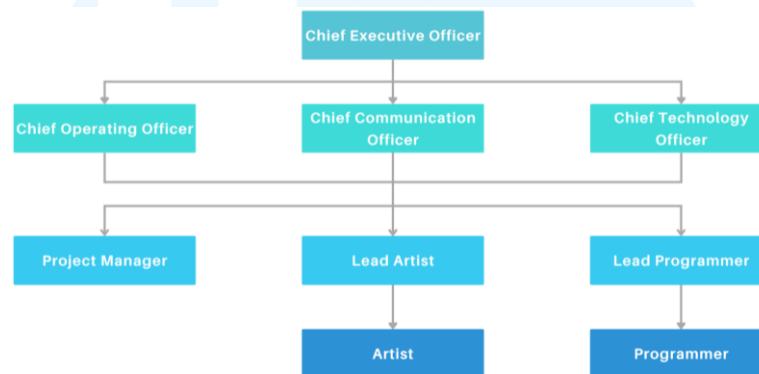 Chief Executive Officer
Chief Operating Officer
Chief Communication
Officer
Chief Technology
Officer
Project Manager
Lead Artist
Lead Programmer
Artist
Programmer